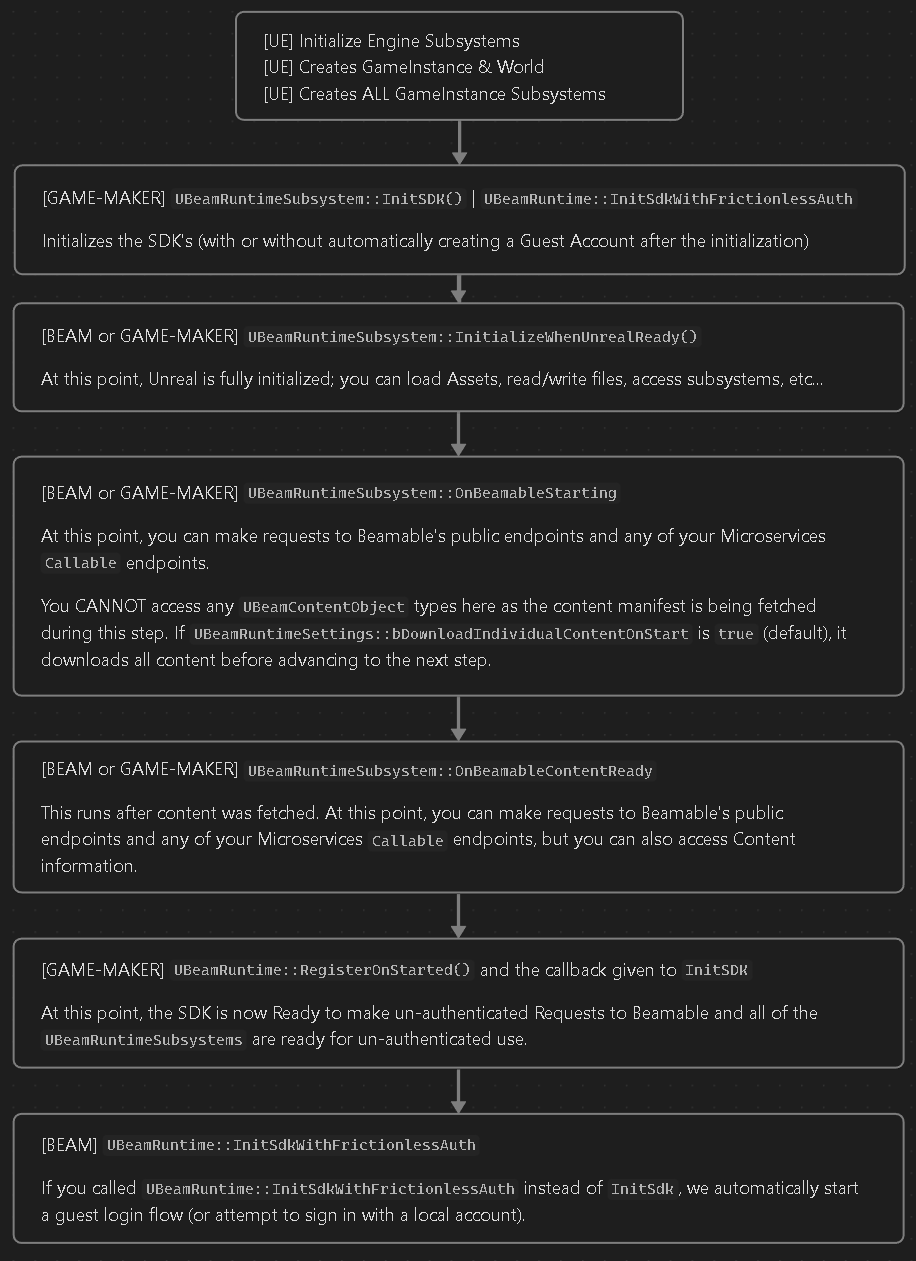 [UE] Initialize Engine Subsystems
[UE] Creates GameInstance & World
[UE] Creates ALL GameInstance Subsystems
[GAME-MAKER] UBeamRuntimeSubsystem::InitSDK() | UBeamRuntime::InitSdkWithFrictionlessAuth
Initializes the SDK's (with or without automatically creating a Guest Account after the initialization)
[BEAM or GAME-MAKER] UBeamRuntimeSubsystem::InitializeWhenUnrealReady()
At this point, Unreal is fully initialized; you can load Assets, read/write files, access subsystems, etc...
[BEAM or GAME-MAKER] UBeamRuntimeSubsystem::OnBeamableStarting
At this point, you can make requests to Beamable's public endpoints and any of your Microservices
Callable endpoints.
You CANNOT access any UBeamContentObject types here as the content manifest is being fetched
during this step. If UBeamRuntimeSettings::bDownloadIndividualContentOnStart is true (default), it
downloads all content before advancing to the next step.
[BEAM or GAME-MAKER] UBeamRuntimeSubsystem::OnBeamableContentReady
This runs after content was fetched. At this point, you can make requests to Beamable's public
endpoints and any of your Microservices Callable endpoints, but you can also access Content
information.
[GAME-MAKER] UBeamRuntime::RegisterOnStarted() and the callback given to InitSDK
At this point, the SDK is now Ready to make un-authenticated Requests to Beamable and all of the
UBeamRuntimeSubsystems are ready for un-authenticated use.
[BEAM] UBeamRuntime::InitSdkWithFrictionlessAuth
If you called UBeamRuntime::InitSdkWithFrictionlessAuth instead of InitSdk, we automatically start
a guest login flow (or attempt to sign in with a local account).